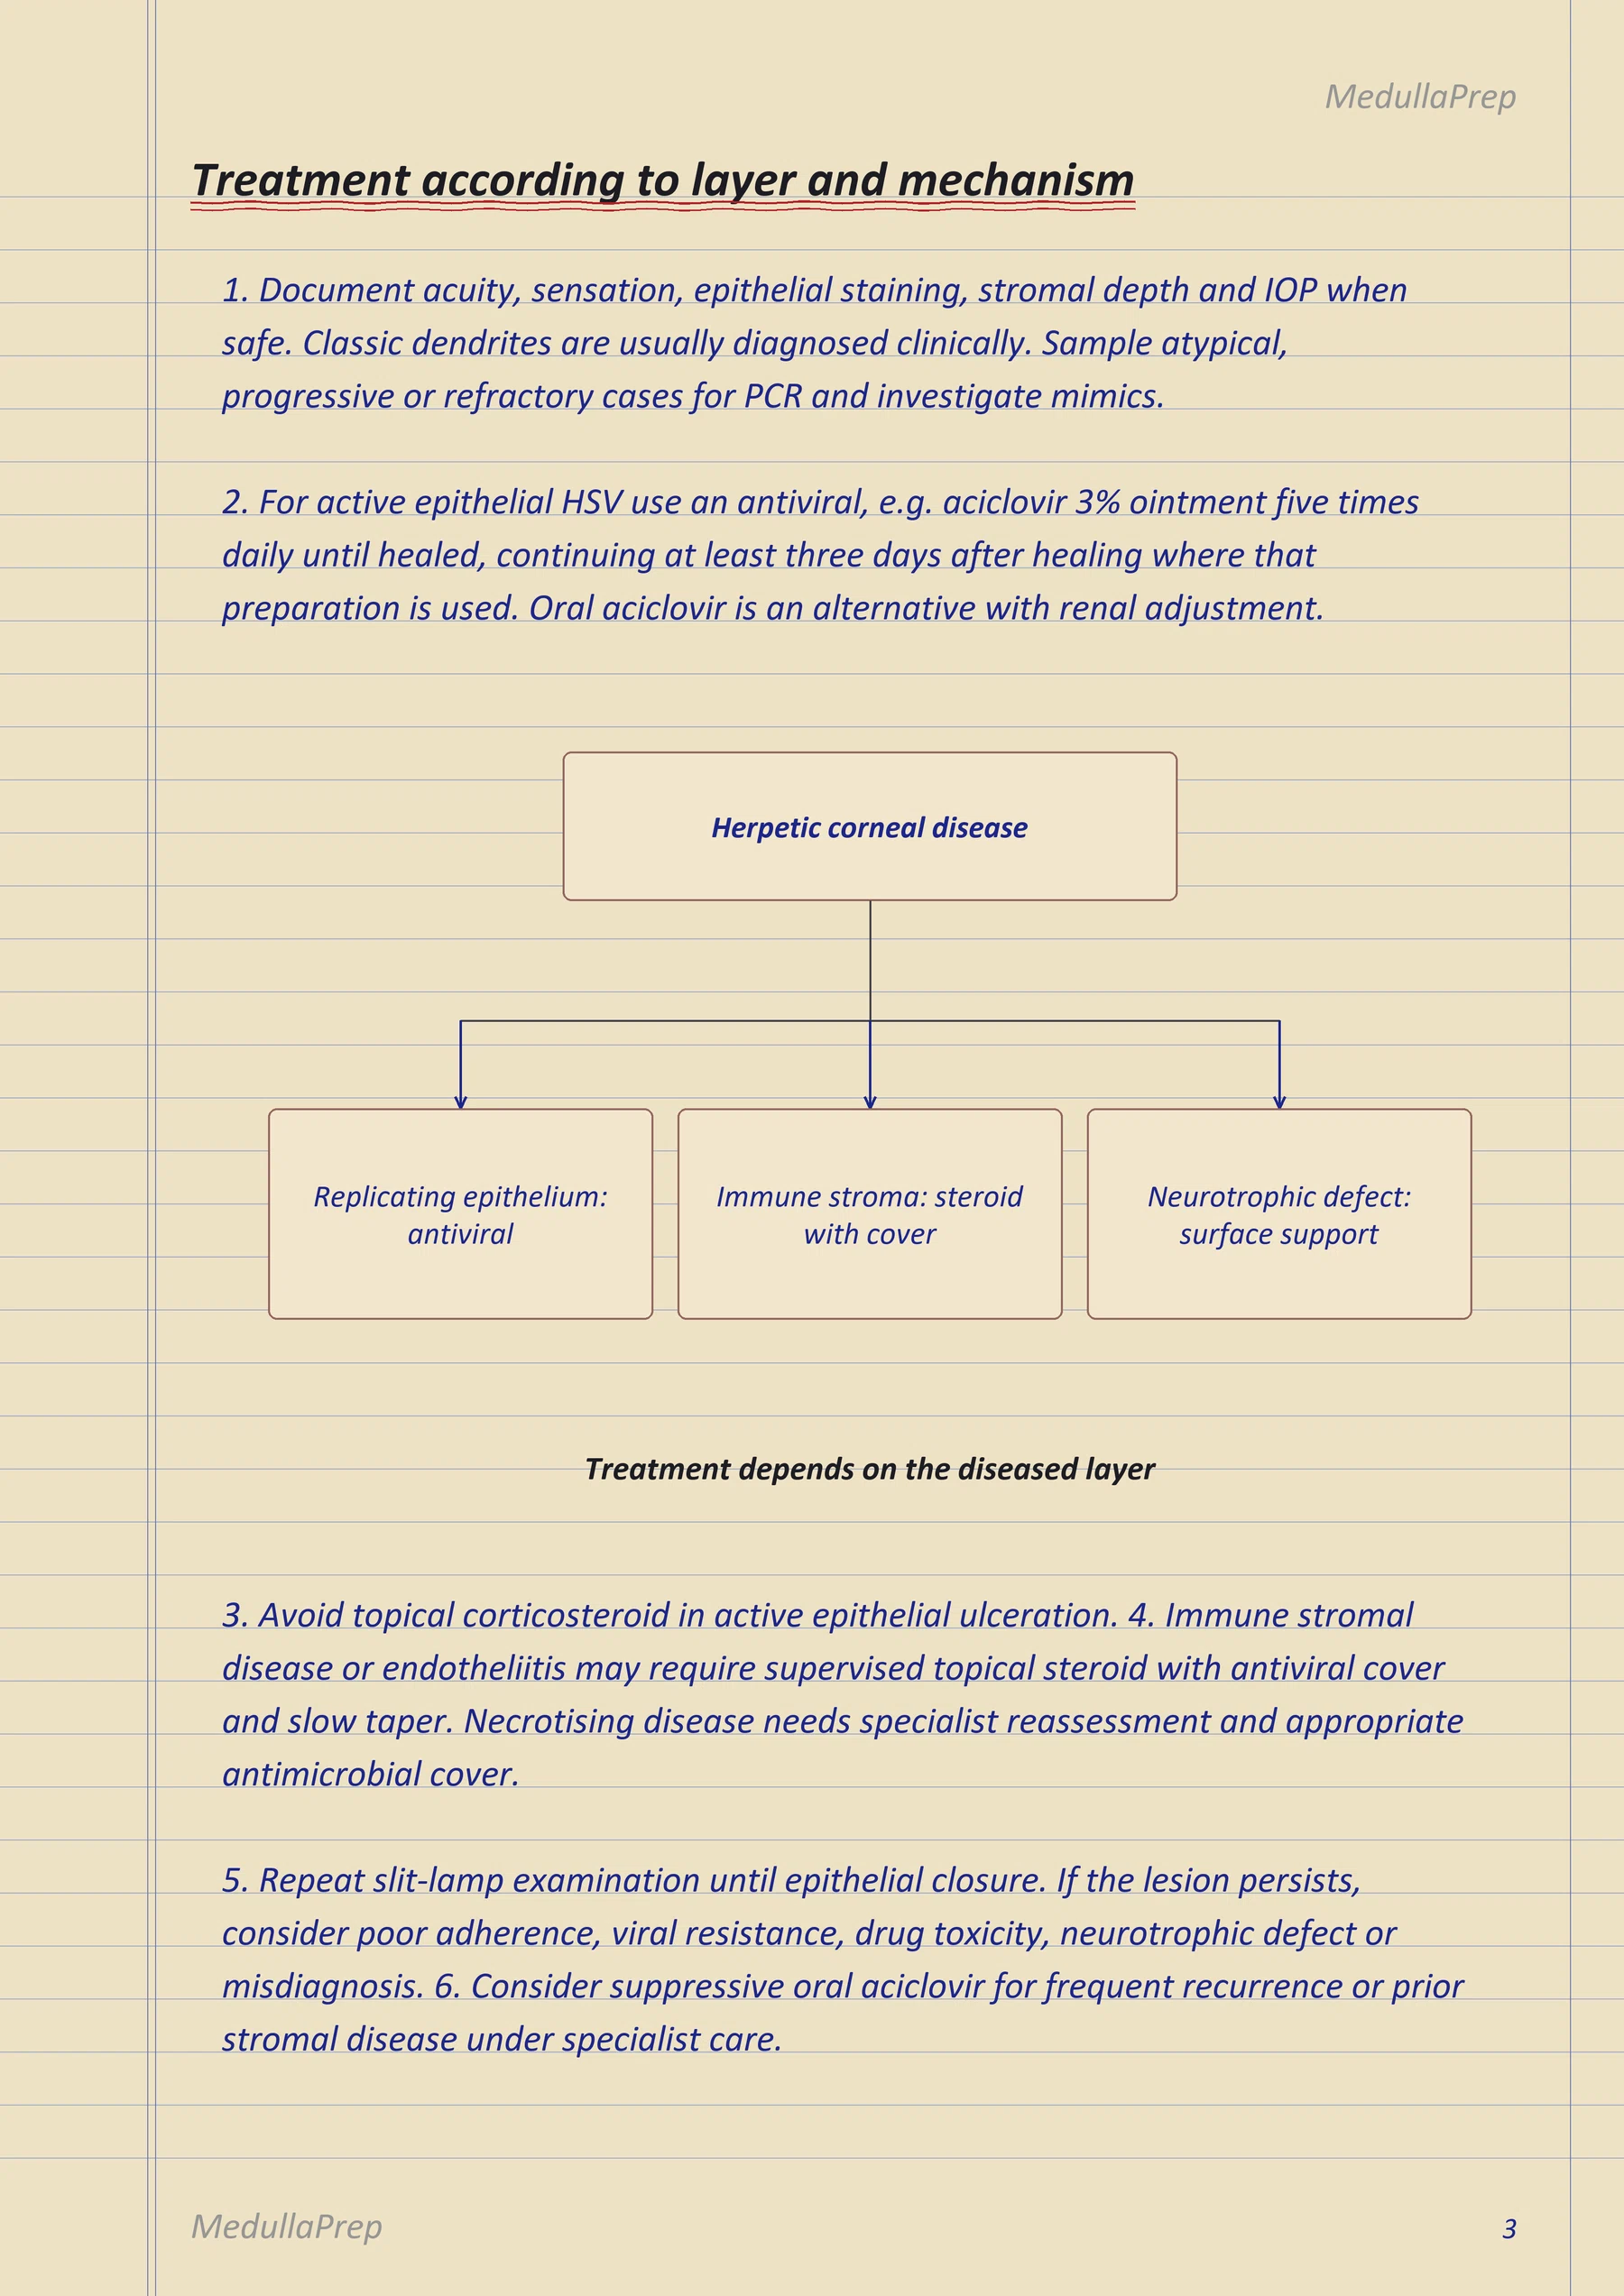 MedullaPrep
Treatment according to layer and mechanism
1. Document acuity, sensation, epithelial staining, stromal depth and IOP when
safe. Classic dendrites are usually diagnosed clinically. Sample atypical,
progressive or refractory cases for PCR and investigate mimics.
2. For active epithelial HSV use an antiviral, e.g. aciclovir 3% ointment five times
daily until healed, continuing at least three days after healing where that
preparation is used. Oral aciclovir is an alternative with renal adjustment.
Herpetic corneal disease
Replicating epithelium:
antiviral
Immune stroma: steroid
with cover
Neurotrophic defect:
surface support
Treatment depends on the diseased layer
3. Avoid topical corticosteroid in active epithelial ulceration. 4. Immune stromal
disease or endotheliitis may require supervised topical steroid with antiviral cover
and slow taper. Necrotising disease needs specialist reassessment and appropriate
antimicrobial cover.
5. Repeat slit-lamp examination until epithelial closure. If the lesion persists,
consider poor adherence, viral resistance, drug toxicity, neurotrophic defect or
misdiagnosis. 6. Consider suppressive oral aciclovir for frequent recurrence or prior
stromal disease under specialist care.
MedullaPrep
3